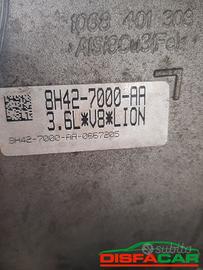 1068 401 309
AlSi9Cu3(Fe)
8H42-7000-AA
3.6L*V8*LION
8H42-7000-AA-0667205
DISFACAR
subito